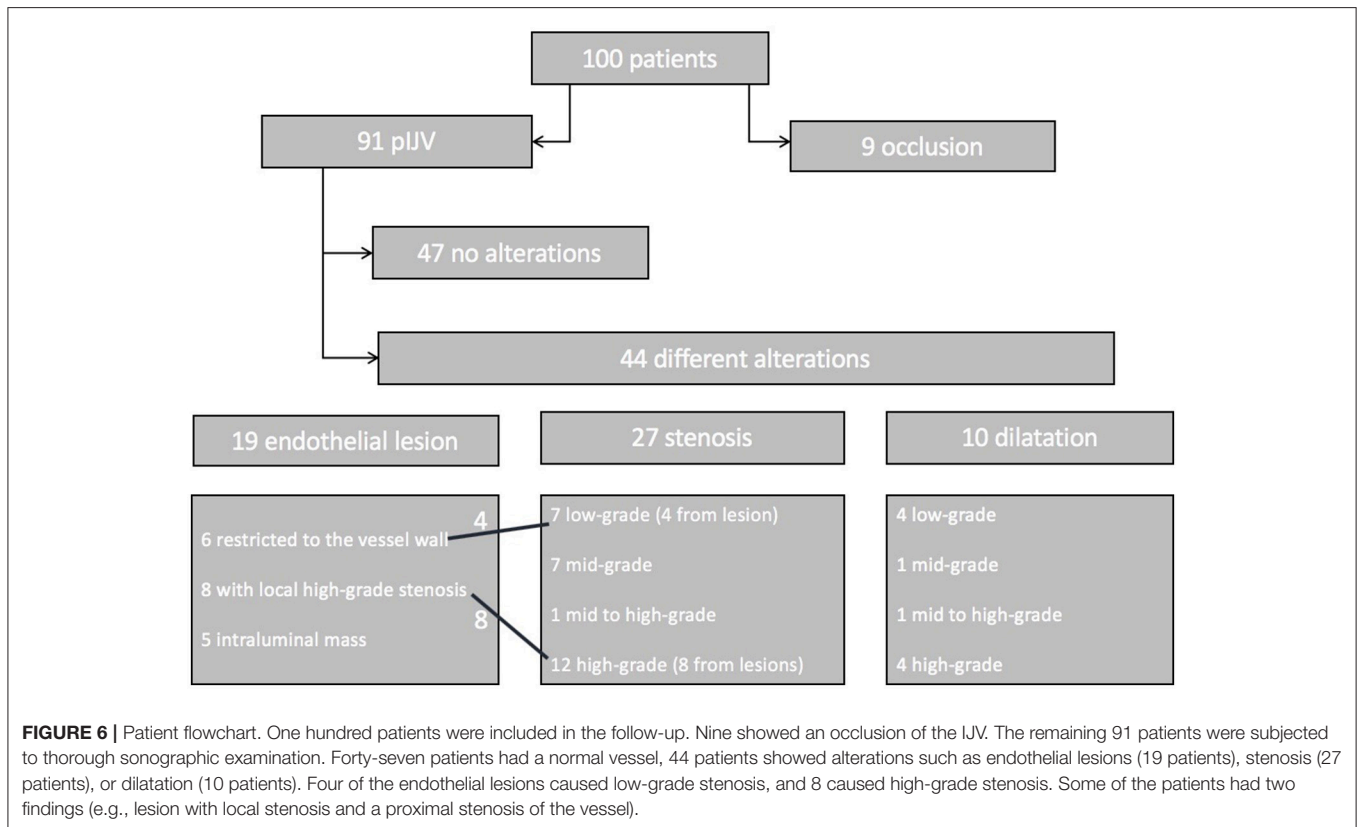 100 patients
91 pIJV
9 occlusion
47 no alterations
44 different alterations
19 endothelial lesion
27 stenosis
10 dilatation
4
6 restricted to the vessel wall
8 with local high-grade stenosis
8
5 intraluminal mass
7 low-grade (4 from lesion)
7 mid-grade
1 mid to high-grade
12 high-grade (8 from lesions)
4 low-grade
1 mid-grade
1 mid to high-grade
4 high-grade
FIGURE 6 | Patient flowchart. One hundred patients were included in the follow-up. Nine showed an occlusion of the IJV. The remaining 91 patients were subjected
to thorough sonographic examination. Forty-seven patients had a normal vessel, 44 patients showed alterations such as endothelial lesions (19 patients), stenosis (27
patients), or dilatation (10 patients). Four of the endothelial lesions caused low-grade stenosis, and 8 caused high-grade stenosis. Some of the patients had two
findings (e.g., lesion with local stenosis and a proximal stenosis of the vessel).